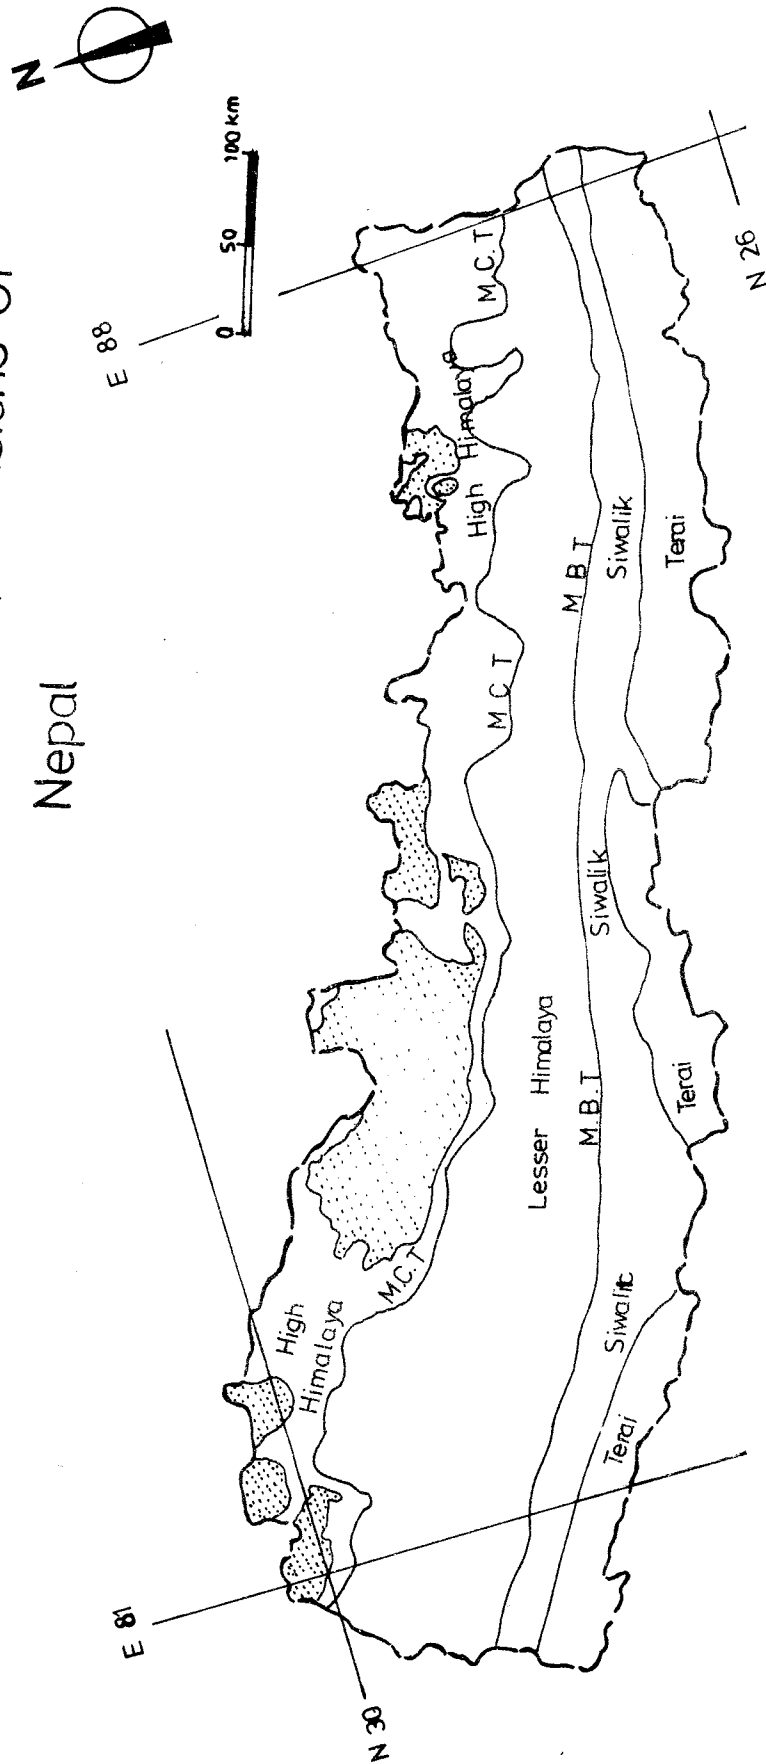 Nepal
N
0 50 100 km
E 88
E 81
N 30
N 26
High
Himalaya
High Himalaya
M.C.T
M C T
M.C.T
Lesser Himalaya
M.B.T
M B T
Siwalik
Siwalik
Siwalik
Terai
Terai
Terai